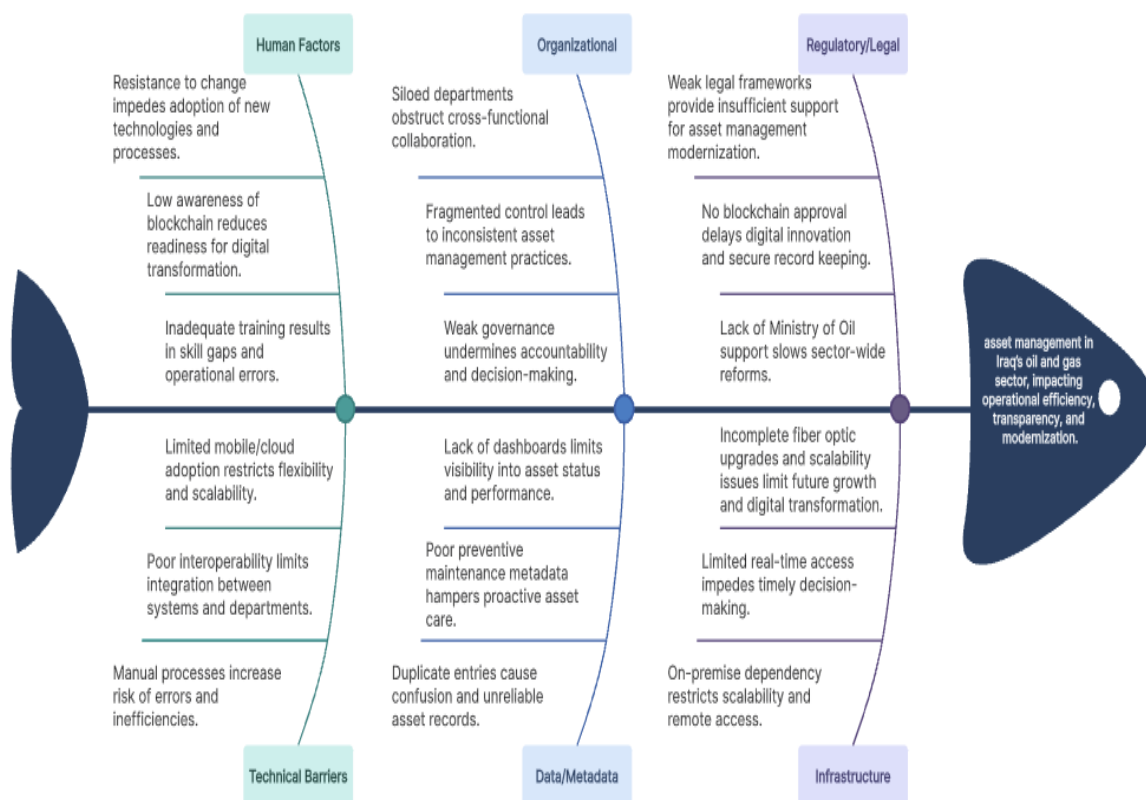 Human Factors
Resistance to change
impedes adoption of new
technologies and
processes.
Low awareness of
blockchain reduces
readiness for digital
transformation.
Inadequate training results
in skill gaps and
operational errors.
Organizational
Siloed departments
obstruct cross-functional
collaboration.
Fragmented control leads
to inconsistent asset
management practices.
Weak governance
undermines accountability
and decision-making.
Regulatory/Legal
Weak legal frameworks
provide insufficient support
for asset management
modernization.
No blockchain approval
delays digital innovation
and secure record keeping.
Lack of Ministry of Oil
support slows sector-wide
reforms.
asset management in
Iraq's oil and gas
sector, impacting
operational efficiency,
transparency, and
modernization.
Limited mobile/cloud
adoption restricts flexibility
and scalability.
Poor interoperability limits
integration between
systems and departments.
Manual processes increase
risk of errors and
inefficiencies.
Technical Barriers
Lack of dashboards limits
visibility into asset status
and performance.
Poor preventive
maintenance metadata
hampers proactive asset
care.
Duplicate entries cause
confusion and unreliable
asset records.
Data/Metadata
Incomplete fiber optic
upgrades and scalability
issues limit future growth
and digital transformation.
Limited real-time access
impedes timely decision-
making.
On-premise dependency
restricts scalability and
remote access.
Infrastructure